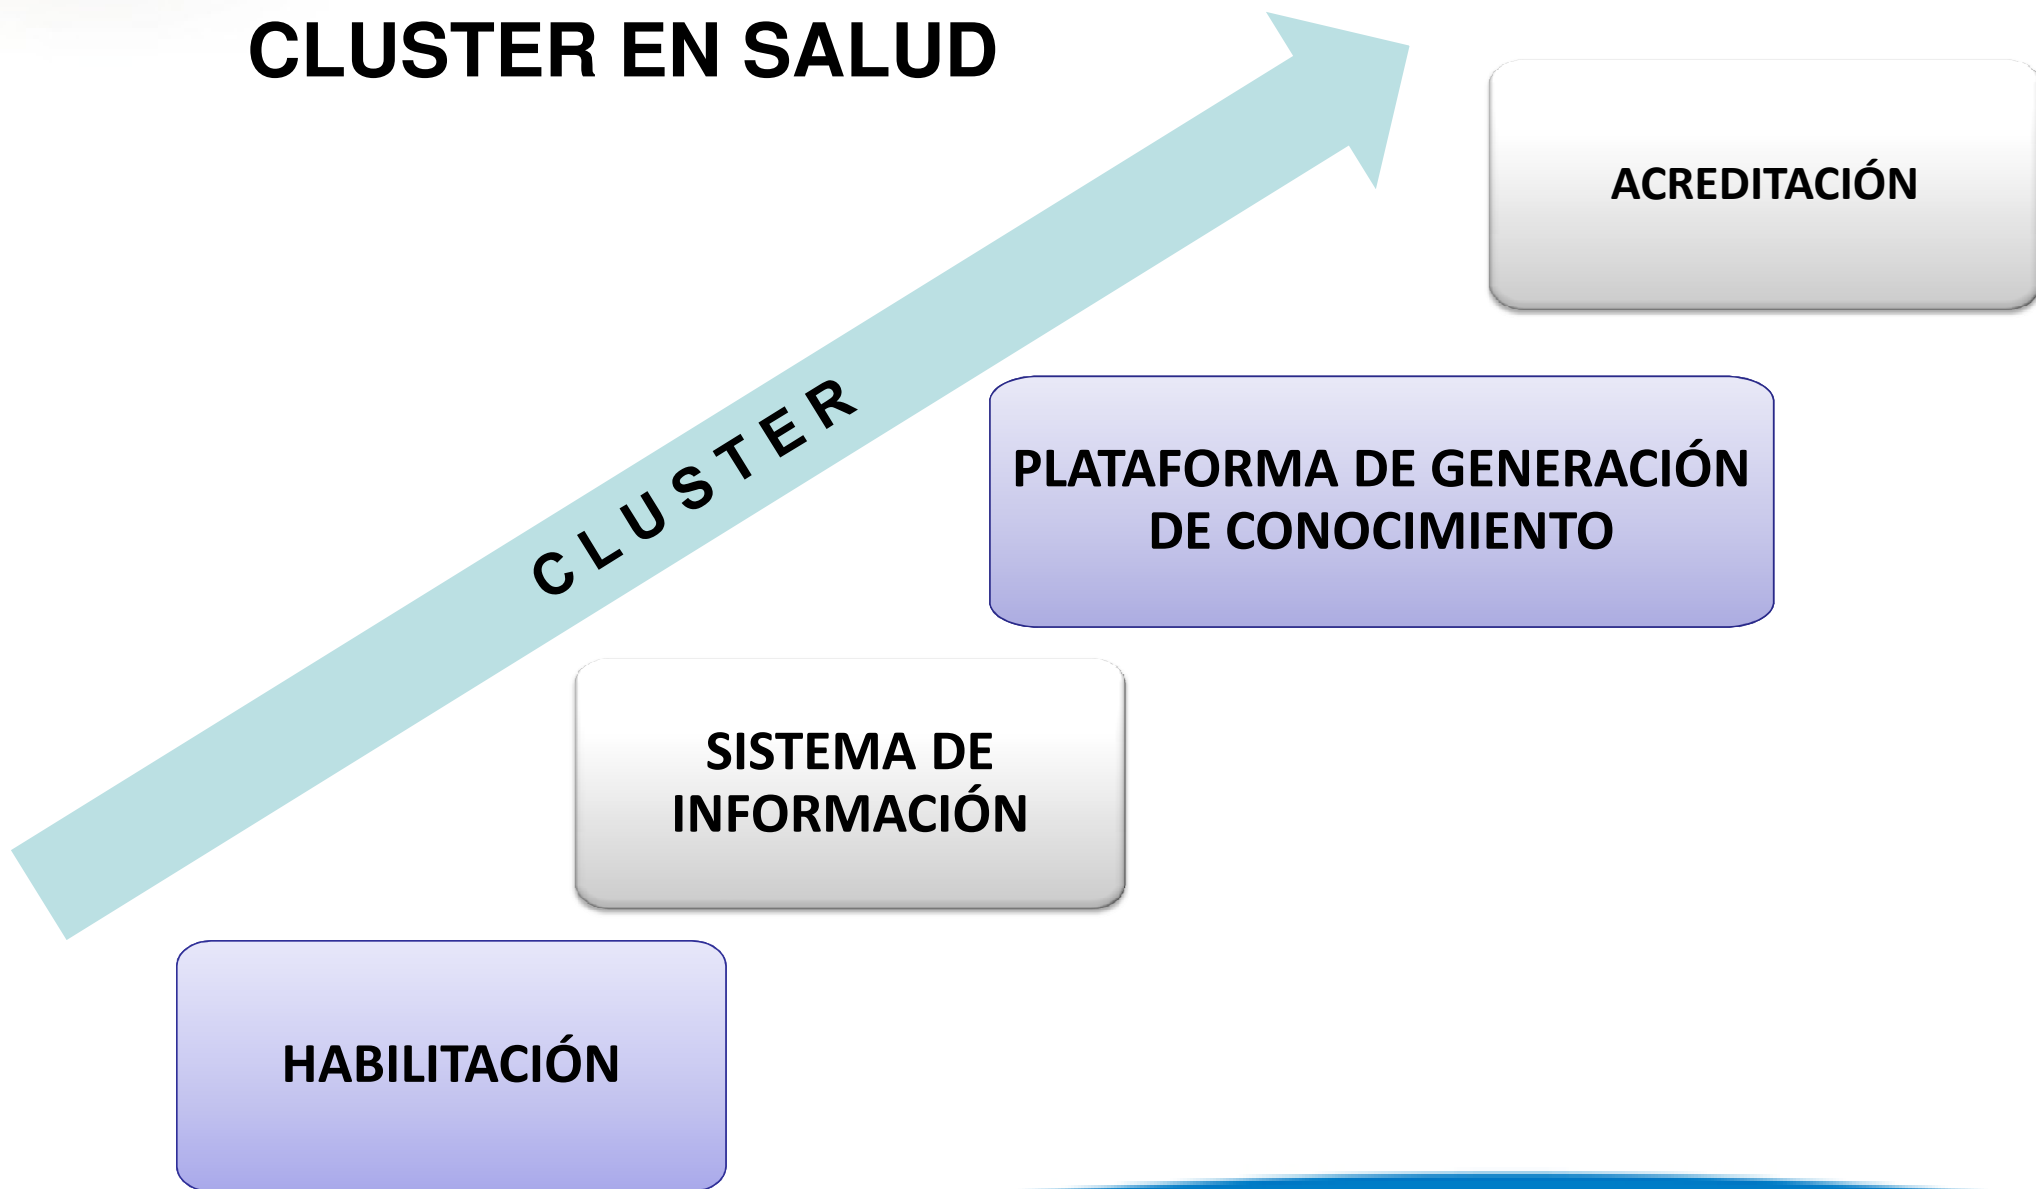 CLUSTER EN SALUD
ACREDITACIÓN
CLUSTER
PLATAFORMA DE GENERACIÓN
DE CONOCIMIENTO
SISTEMA DE
INFORMACIÓN
HABILITACIÓN